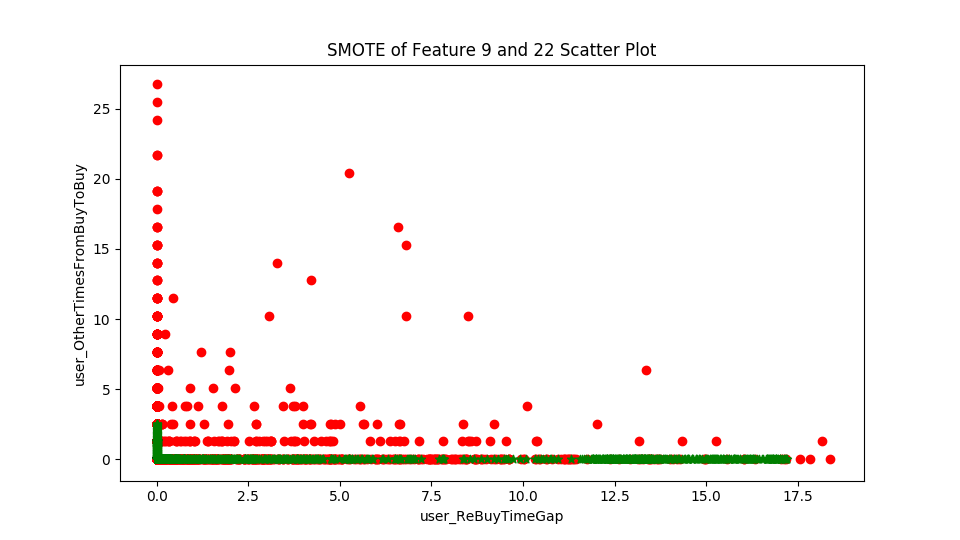 SMOTE of Feature 9 and 22 Scatter Plot
user_OtherTimesFromBuyToBuy
25
20
15
10
5
0
0.0 2.5 5.0 7.5 10.0 12.5 15.0 17.5
user_ReBuyTimeGap